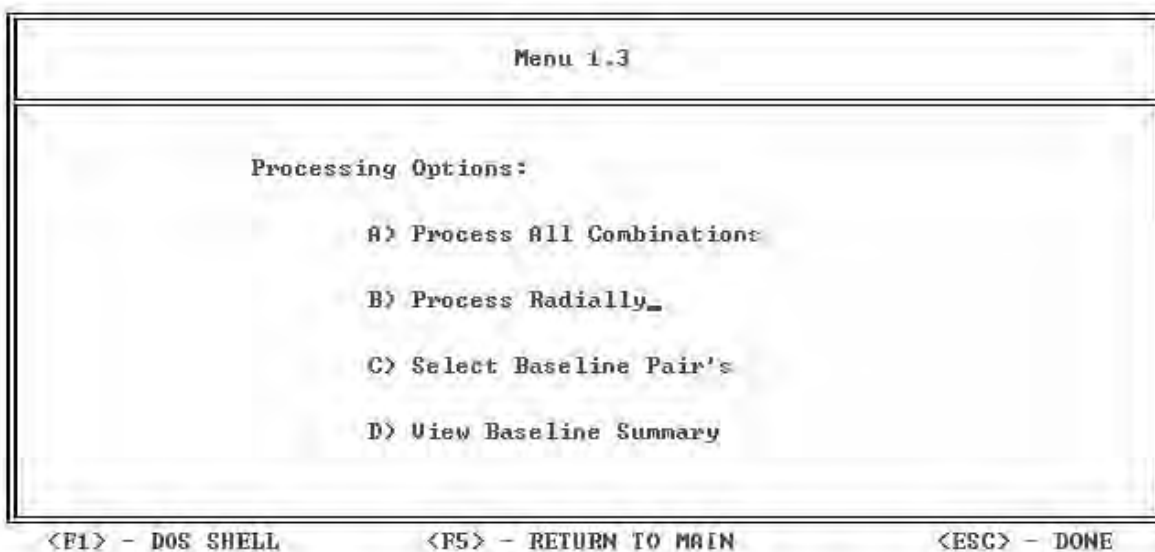 Menu 1.3
Processing Options:
A) Process All Combinations
B) Process Radially_
C) Select Baseline Pair's
D) View Baseline Summary
<F1> - DOS SHELL <F5> - RETURN TO MAIN <ESC> - DONE